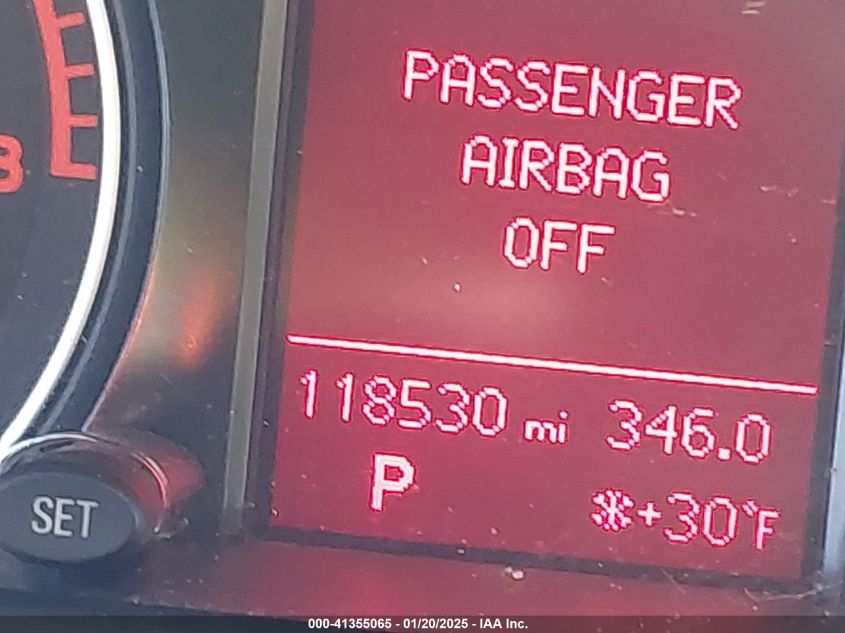 PASSENGER
AIRBAG
OFF
118530 mi 346.0
P
*+30°F
SET
000-41355065 - 01/20/2025 - IAA Inc.